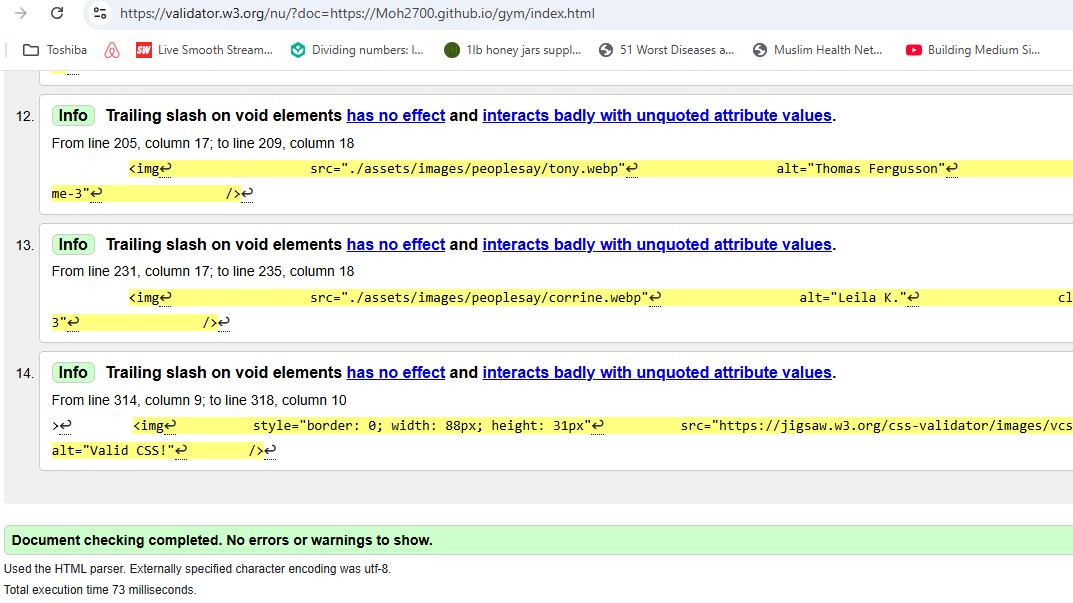 https://validator.w3.org/nu/?doc=https://Moh2700.github.io/gym/index.html
Toshiba SW Live Smooth Stream... Dividing numbers: I... 1lb honey jars suppl... 51 Worst Diseases a... Muslim Health Net... Building Medium Si...
12. Info Trailing slash on void elements has no effect and interacts badly with unquoted attribute values.
From line 205, column 17; to line 209, column 18
<img↩ src="./assets/images/peoplesay/tony.webp"↩ alt="Thomas Fergusson"↩
me-3"↩ />↩
13. Info Trailing slash on void elements has no effect and interacts badly with unquoted attribute values.
From line 231, column 17; to line 235, column 18
<img↩ src="./assets/images/peoplesay/corrine.webp"↩ alt="Leila K."↩ cl
3"↩ />↩
14. Info Trailing slash on void elements has no effect and interacts badly with unquoted attribute values.
From line 314, column 9; to line 318, column 10
>↩ <img↩ style="border: 0; width: 88px; height: 31px"↩ src="https://jigsaw.w3.org/css-validator/images/vcs
alt="Valid CSS!"↩ />↩
Document checking completed. No errors or warnings to show.
Used the HTML parser. Externally specified character encoding was utf-8.
Total execution time 73 milliseconds.